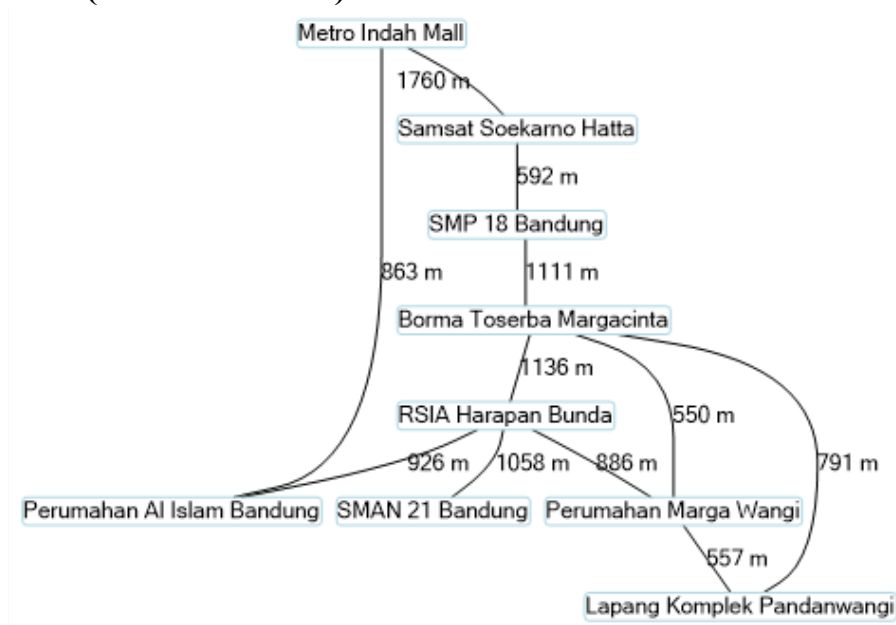 Metro Indah Mall
1760 m
Samsat Soekarno Hatta
592 m
SMP 18 Bandung
863 m
1111 m
Borma Toserba Margacinta
1136 m
RSIA Harapan Bunda
550 m
926 m
1058 m
886 m
791 m
Perumahan Al Islam Bandung
SMAN 21 Bandung
Perumahan Marga Wangi
557 m
Lapang Komplek Pandanwangi